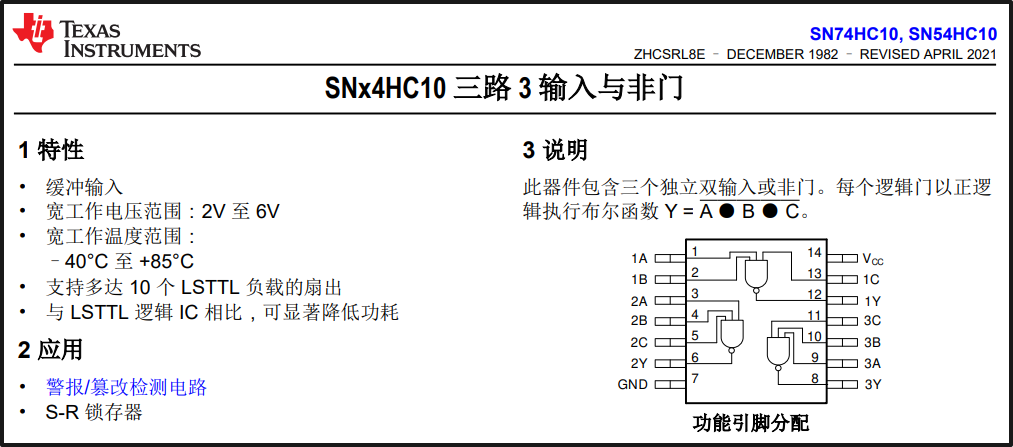 TEXAS
INSTRUMENTS
SN74HC10, SN54HC10
ZHCSRL8E – DECEMBER 1982 – REVISED APRIL 2021
SNx4HC10 三路 3 输入与非门
1 特性
• 缓冲输入
• 宽工作电压范围：2V 至 6V
• 宽工作温度范围：
–40°C 至 +85°C
• 支持多达 10 个 LSTTL 负载的扇出
• 与 LSTTL 逻辑 IC 相比，可显著降低功耗
2 应用
• 警报/篡改检测电路
• S-R 锁存器
3 说明
此器件包含三个独立双输入或非门。每个逻辑门以正逻
辑执行布尔函数 Y = A ● B ● C。
1A 1 14 VCC
1B 2 13 1C
2A 3 12 1Y
2B 4 11 3C
2C 5 10 3B
2Y 6 9 3A
GND 7 8 3Y
功能引脚分配